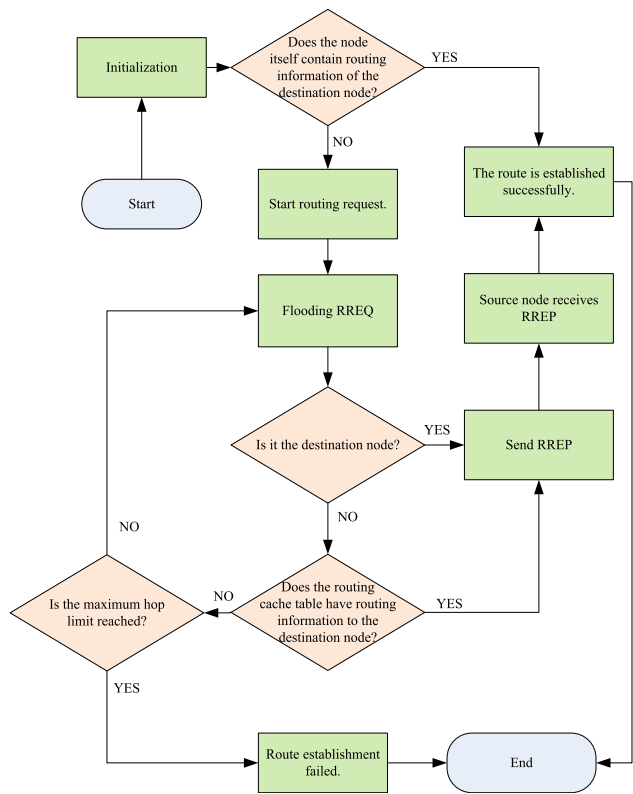 Does the node
itself contain routing
information of the
destination node?
YES
Initialization
NO
The route is established
successfully.
Start
Start routing request.
Flooding RREQ
Source node receives
RREP
Is it the destination node?
YES
Send RREP
NO
NO
Does the routing
cache table have routing
information to the
destination node?
YES
NO
Is the maximum hop
limit reached?
YES
Route establishment
failed.
End